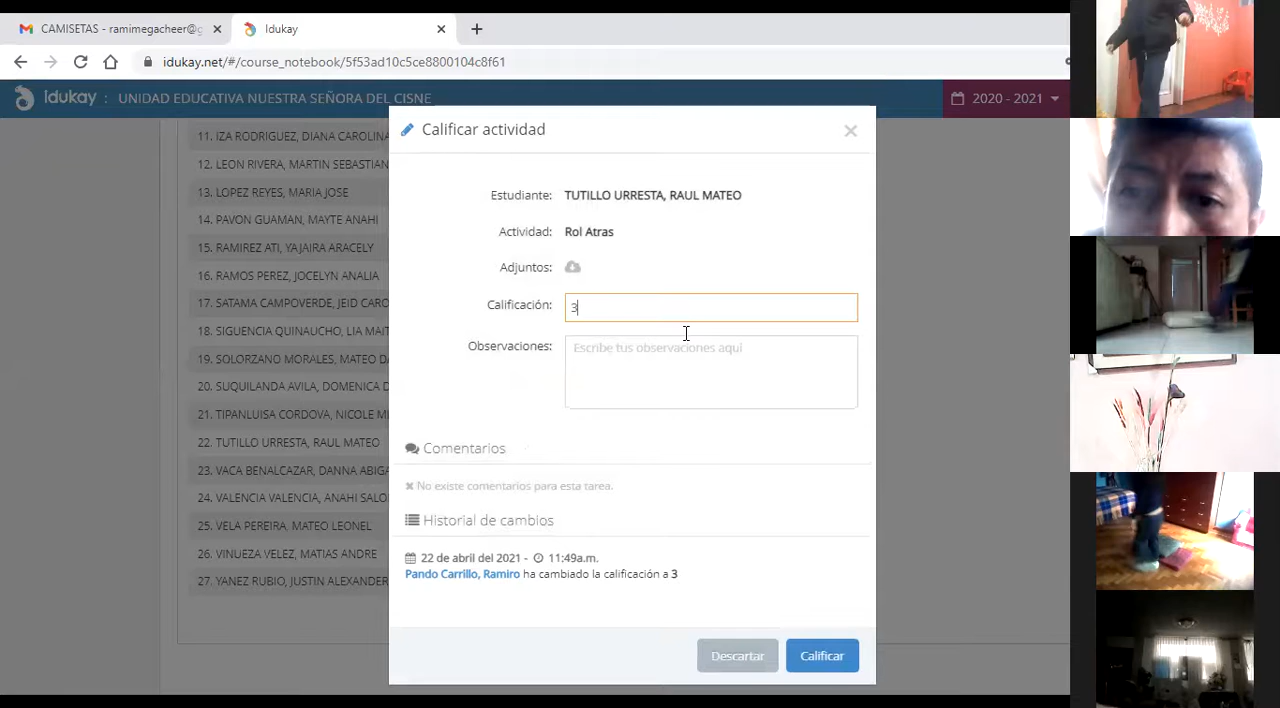 CAMISETAS - ramimegacheer@g
Idukay
idukay.net/#/course_notebook/5f53ad10c5ce8800104c8f61
idukay : UNIDAD EDUCATIVA NUESTRA SEÑORA DEL CISNE
2020 - 2021
11. IZA RODRIGUEZ, DIANA CAROLINA
12. LEON RIVERA, MARTIN SEBASTIAN
13. LOPEZ REYES, MARIA JOSE
14. PAVON GUAMAN, MAYTE ANAHI
15. RAMIREZ ATI, YAJAIRA ARACELY
16. RAMOS PEREZ, JOCELYN ANALIA
17. SATAMA CAMPOVERDE, JEID CARO
18. SIGUENCIA QUINAUCHO, LIA MAIT
19. SOLORZANO MORALES, MATEO DA
20. SUQUILANDA AVILA, DOMENICA D
21. TIPANLUISA CORDOVA, NICOLE M
22. TUTILLO URRESTA, RAUL MATEO
23. VACA BENALCAZAR, DANNA ABIGA
24. VALENCIA VALENCIA, ANAHI SALO
25. VELA PEREIRA, MATEO LEONEL
26. VINUEZA VELEZ, MATIAS ANDRE
27. YANEZ RUBIO, JUSTIN ALEXANDER
Calificar actividad
Estudiante: TUTILLO URRESTA, RAUL MATEO
Actividad: Rol Atras
Adjuntos:
Calificación: 3
Observaciones: Escribe tus observaciones aquí
Comentarios
No existe comentarios para esta tarea.
Historial de cambios
22 de abril del 2021 - 11:49a.m.
Pando Carrillo, Ramiro ha cambiado la calificación a 3
Descartar
Calificar